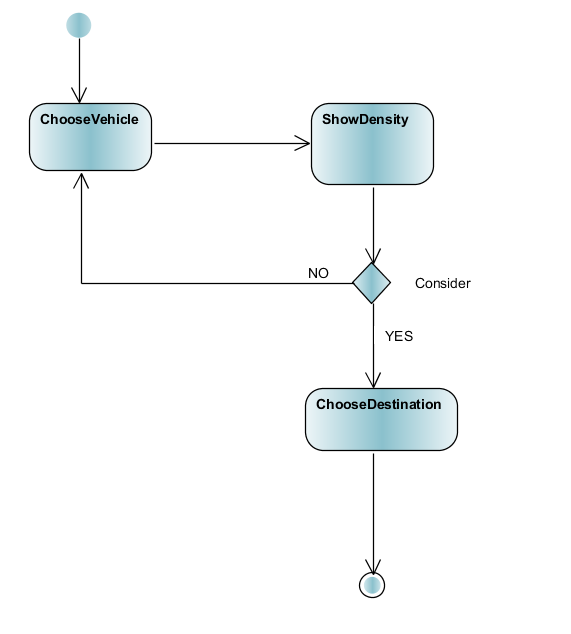 ChooseVehicle
ShowDensity
NO
Consider
YES
ChooseDestination